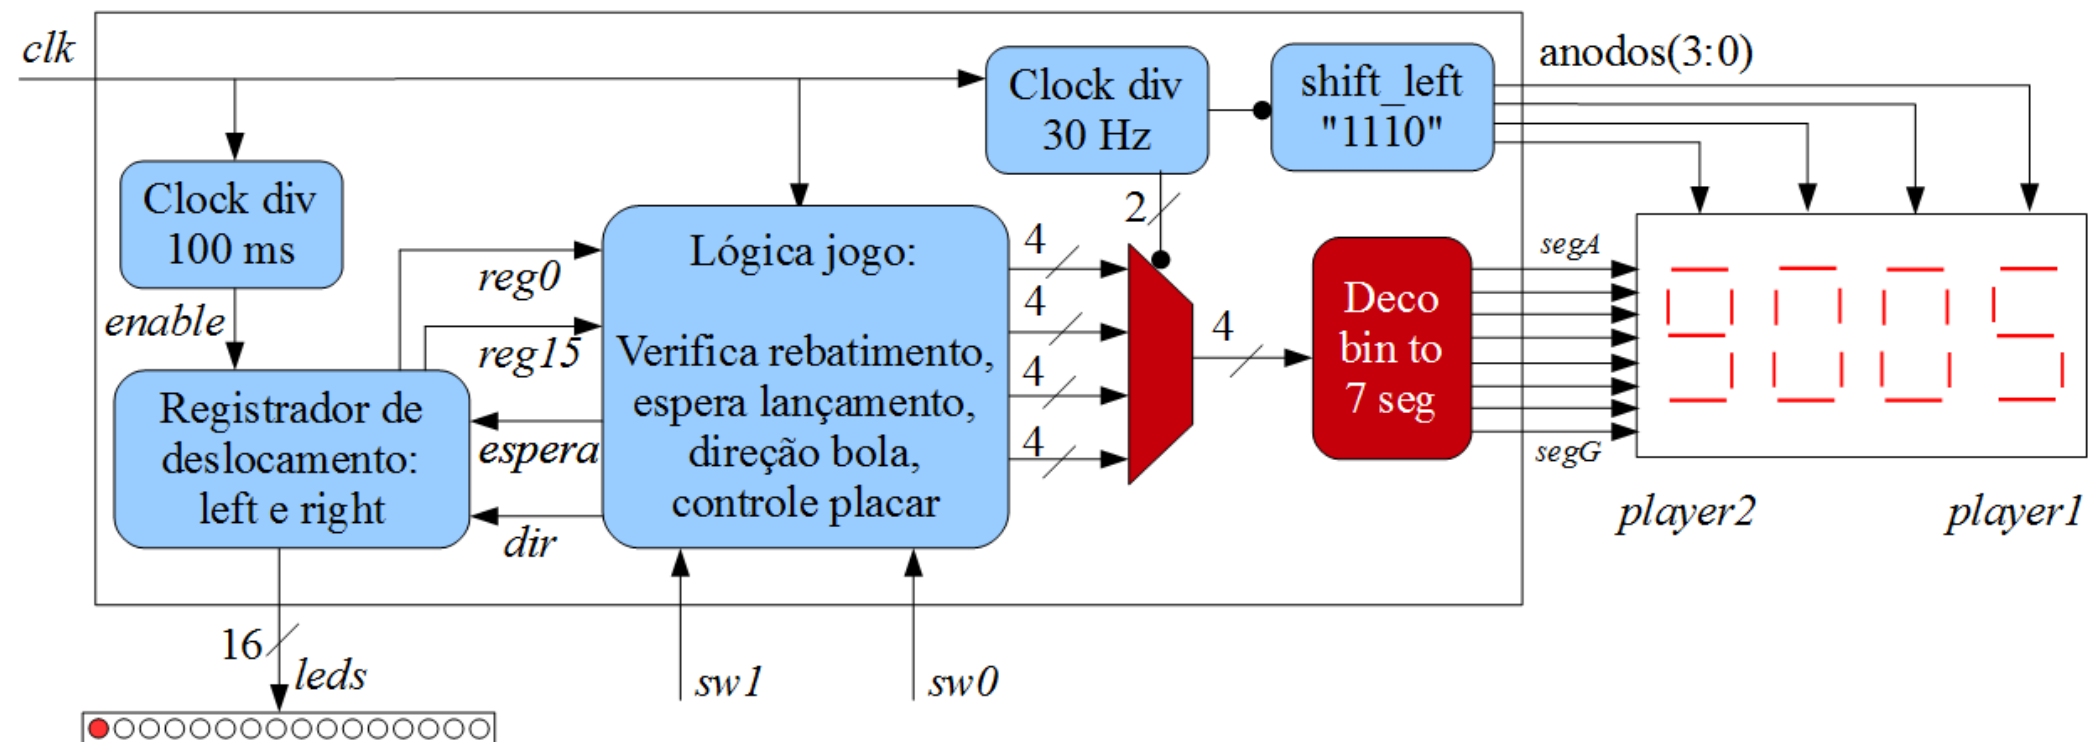 clk
Clock div
30 Hz
shift_left
"1110"
anodos(3:0)
Clock div
100 ms
enable
reg0
reg15
espera
dir
Registrador de
deslocamento:
left e right
Lógica jogo:
Verifica rebatimento,
espera lançamento,
direção bola,
controle placar
4
4
4
4
2
4
Deco
bin to
7 seg
segA
segG
9005
player2
player1
16
leds
sw1
sw0